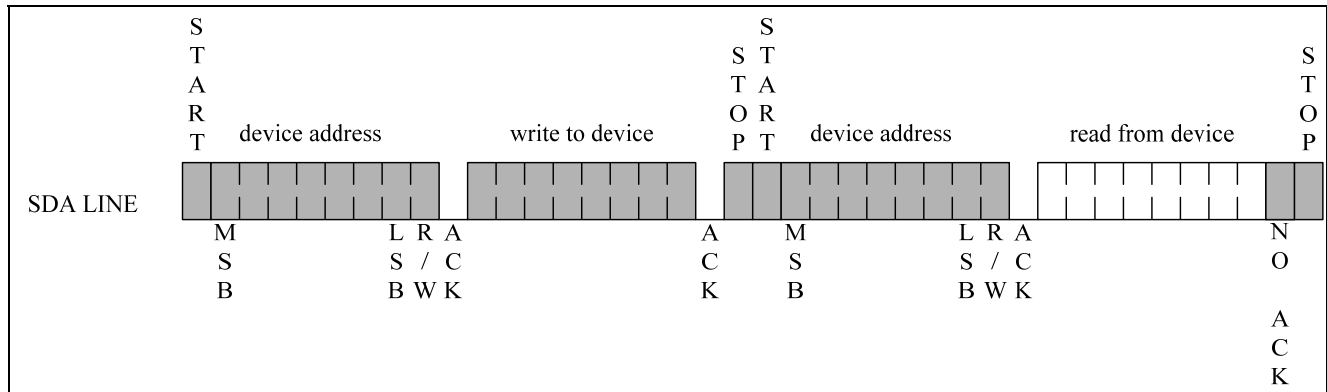 START
STOP
START
STOP
device address
write to device
device address
read from device
SDA LINE
MSB
LSB
R/W
ACK
ACK
MSB
LSB
R/W
ACK
NO ACK